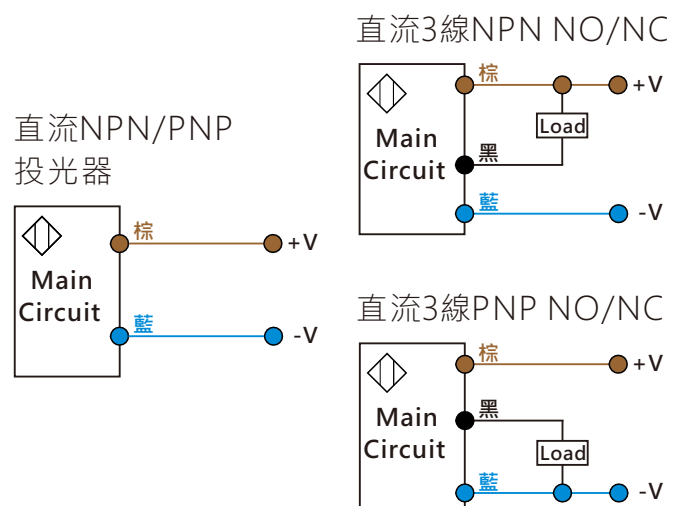 直流NPN/PNP
投光器
Main
Circuit
棕
+V
藍
-V
直流3線NPN NO/NC
Main
Circuit
棕
+V
Load
黑
藍
-V
直流3線PNP NO/NC
Main
Circuit
棕
+V
黑
Load
藍
-V